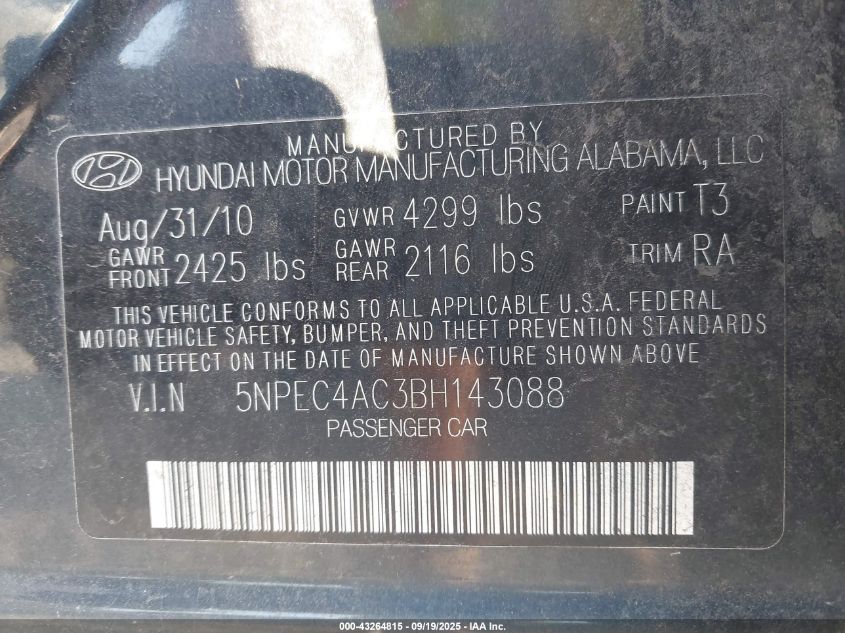 MANUFACTURED BY
HYUNDAI MOTOR MANUFACTURING ALABAMA, LLC
Aug/31/10 GVWR 4299 lbs PAINT T3
GAWR FRONT 2425 lbs GAWR REAR 2116 lbs TRIM RA
THIS VEHICLE CONFORMS TO ALL APPLICABLE U.S.A. FEDERAL
MOTOR VEHICLE SAFETY, BUMPER, AND THEFT PREVENTION STANDARDS
IN EFFECT ON THE DATE OF MANUFACTURE SHOWN ABOVE
V.I.N 5NPEC4AC3BH143088
PASSENGER CAR
000-43264815 - 09/19/2025 - IAA Inc.